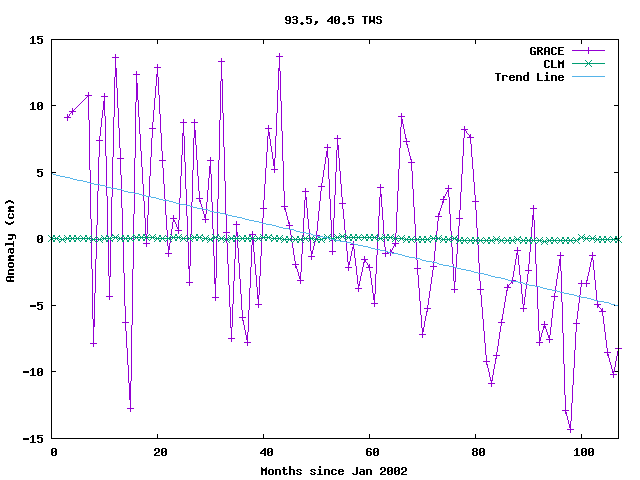 93.5, 40.5 TWS
GRACE
CLM
Trend Line
15
10
5
0
-5
-10
-15
Anomaly (cm)
0 20 40 60 80 100
Months since Jan 2002